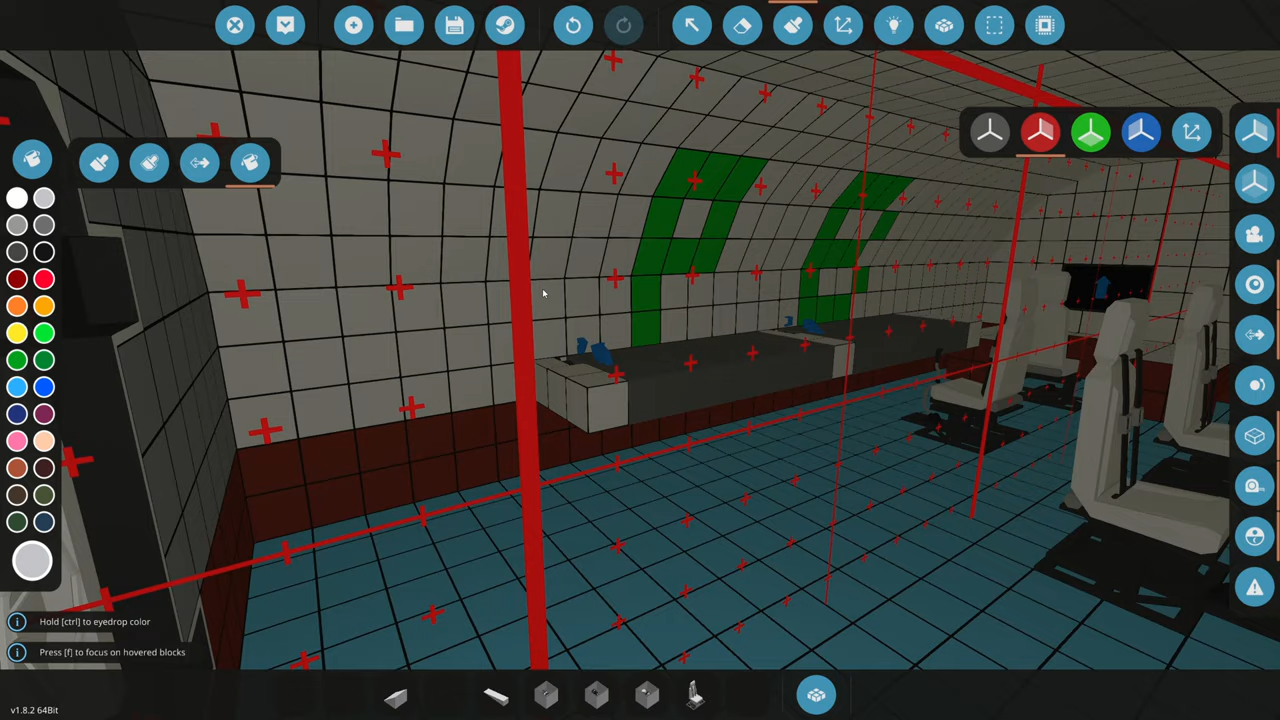 Hold [ctrl] to eyedrop color
Press [f] to focus on hovered blocks
v1.8.2 64Bit